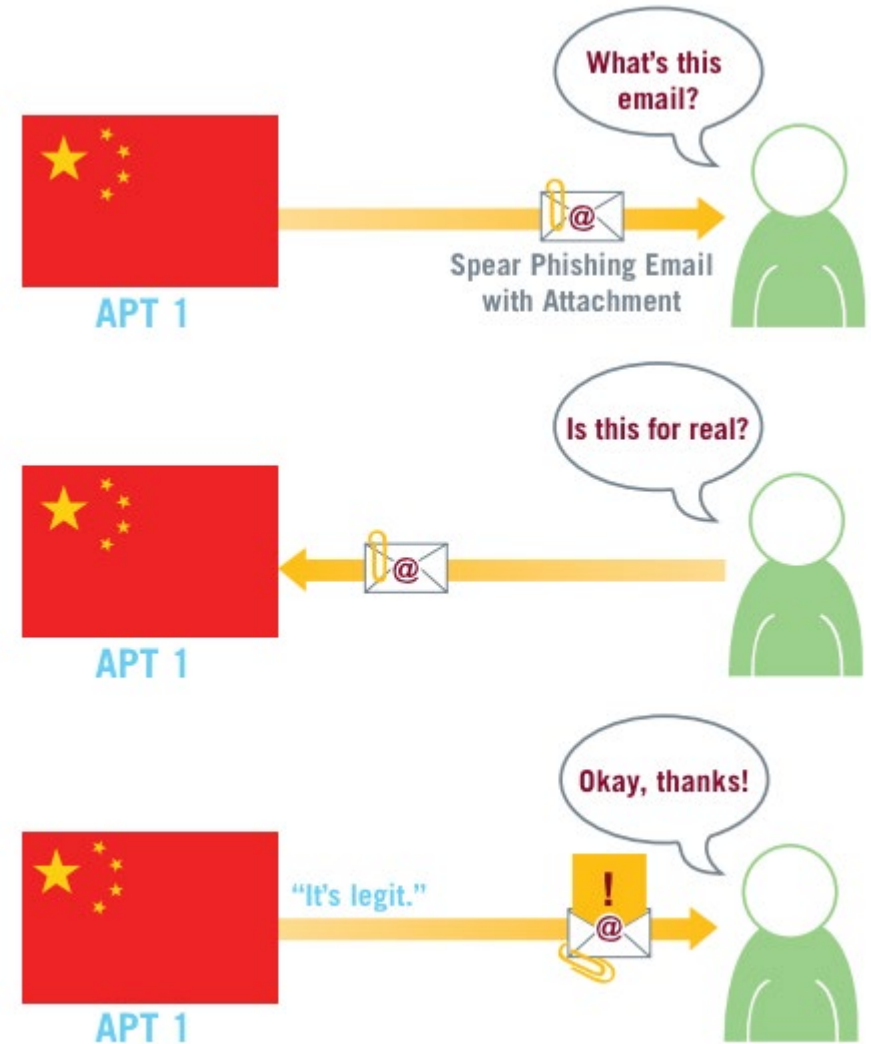 What's this
email?
@
Spear Phishing Email
with Attachment
APT 1
Is this for real?
@
APT 1
Okay, thanks!
"It's legit."
!
@
APT 1